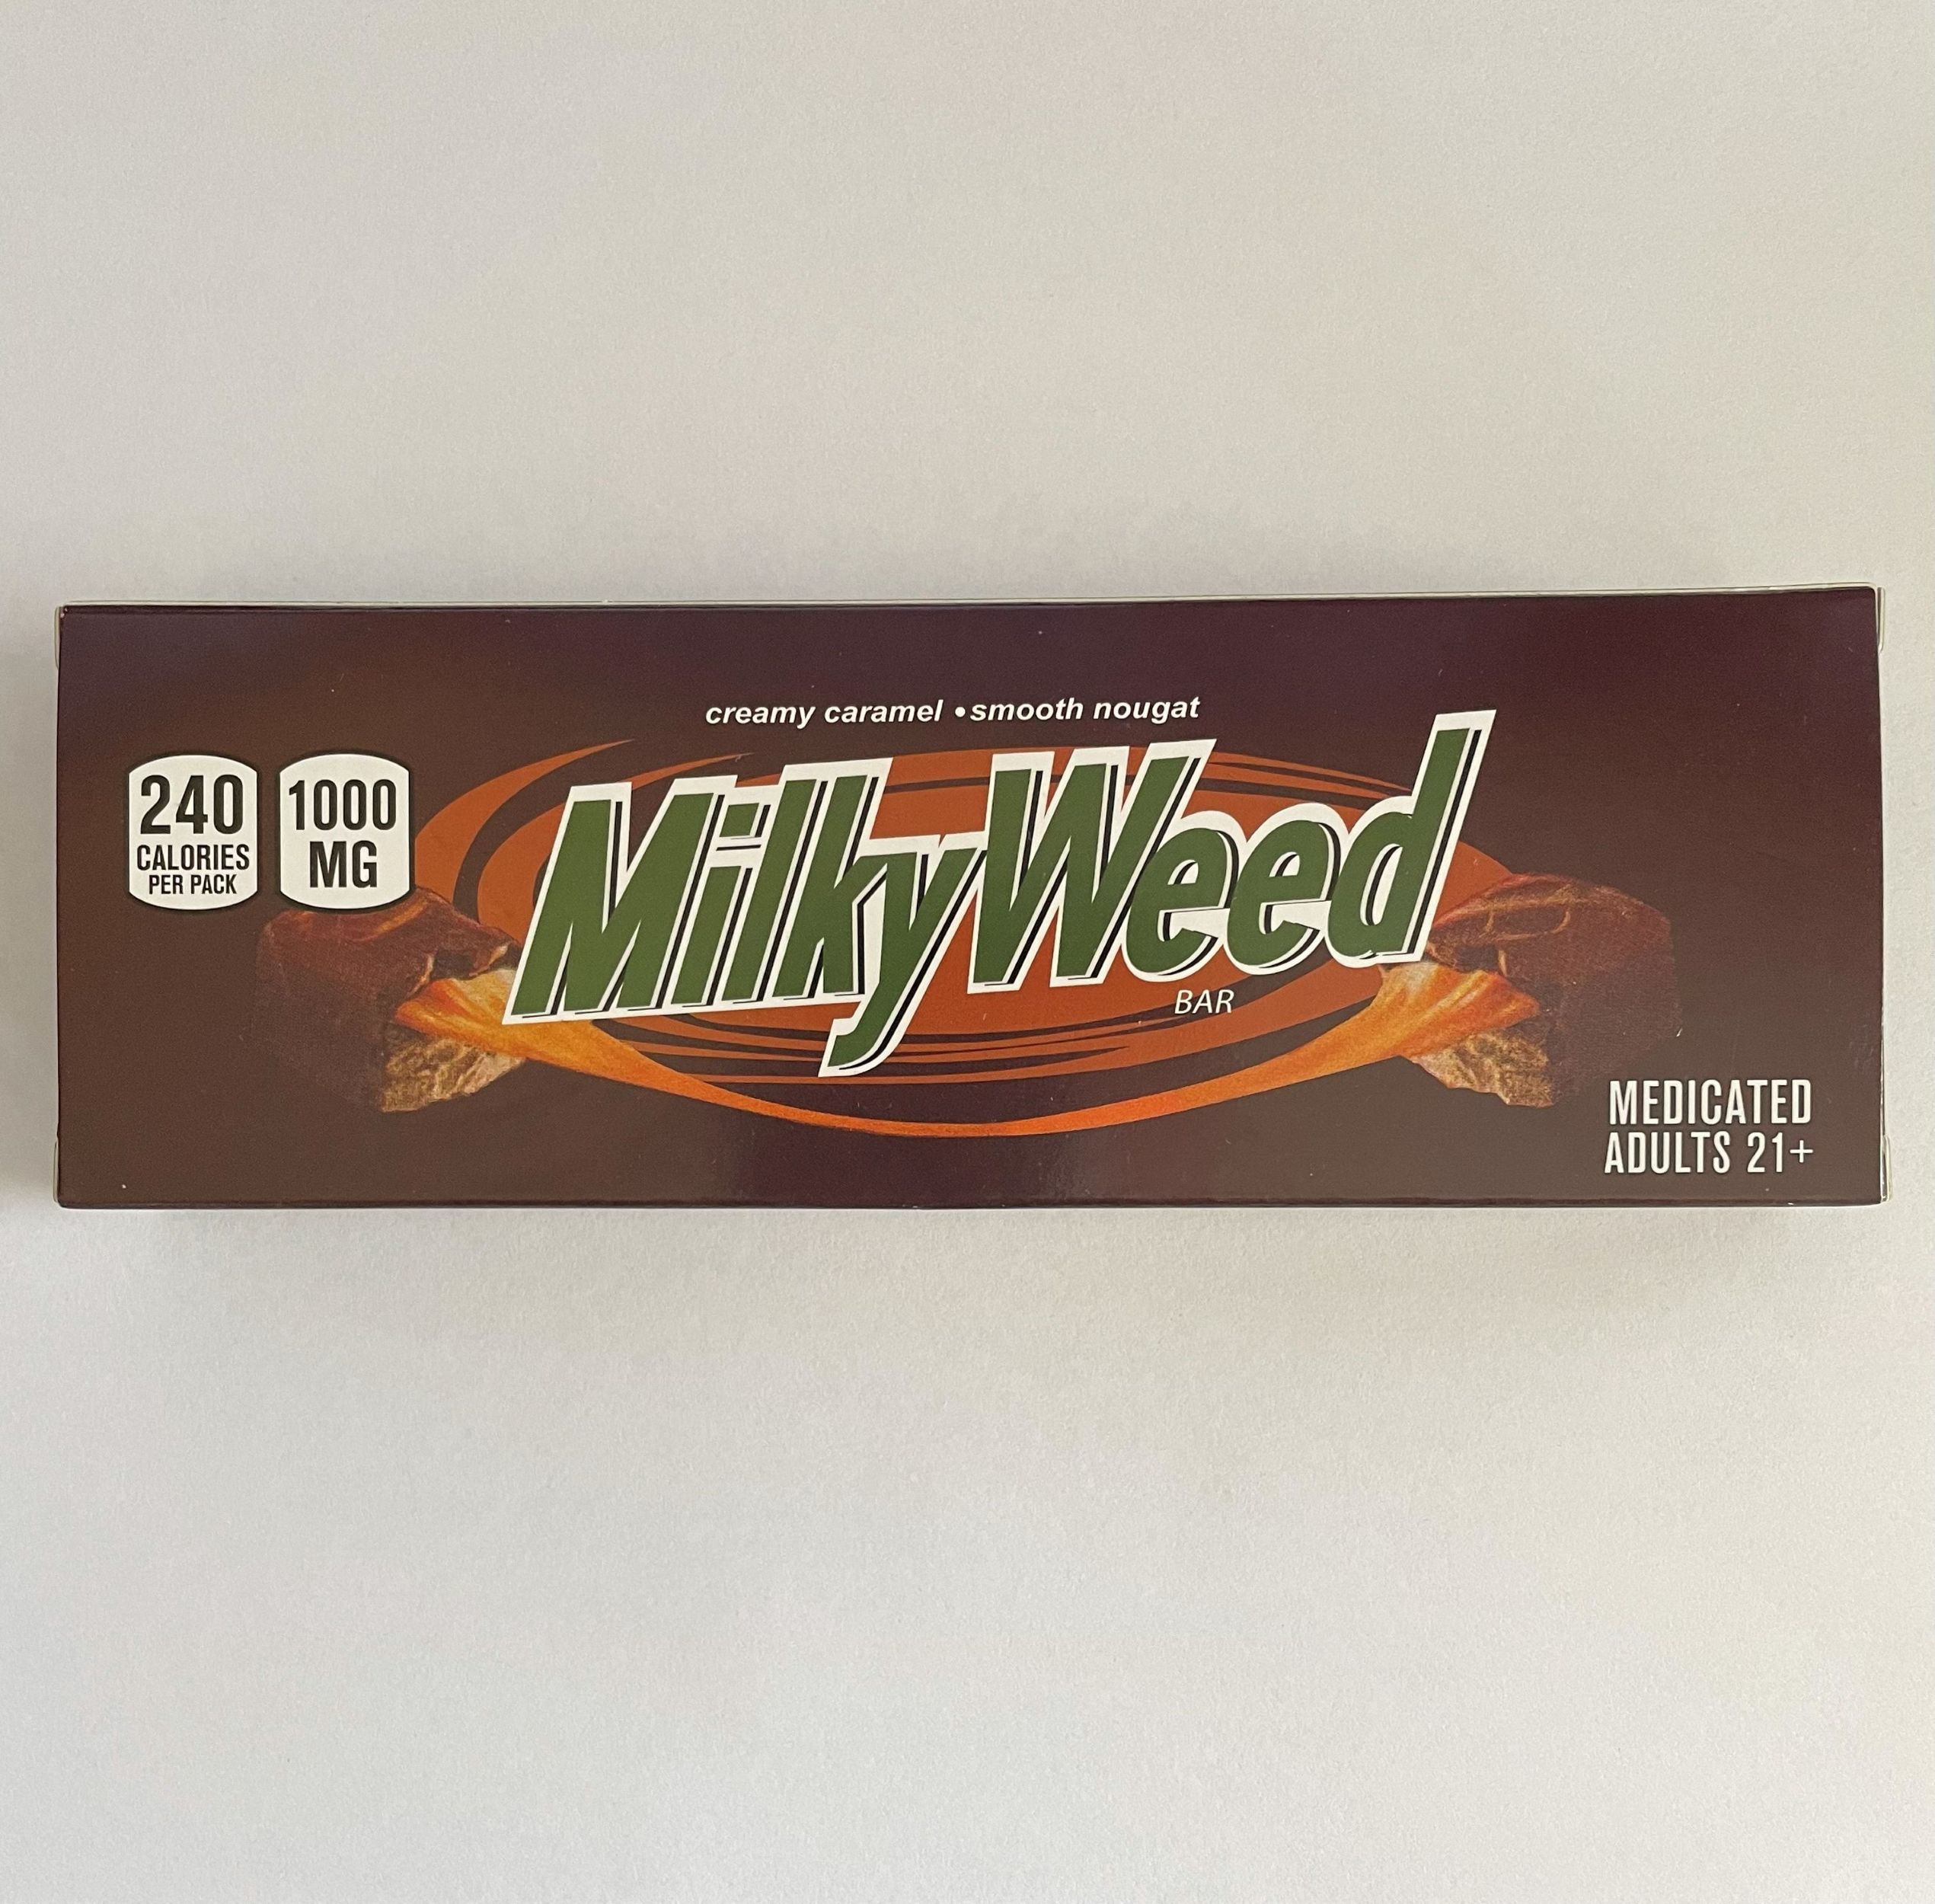 creamy caramel • smooth nougat
240
CALORIES
PER PACK
1000
MG
MilkyWeed
BAR
MEDICATED
ADULTS 21+